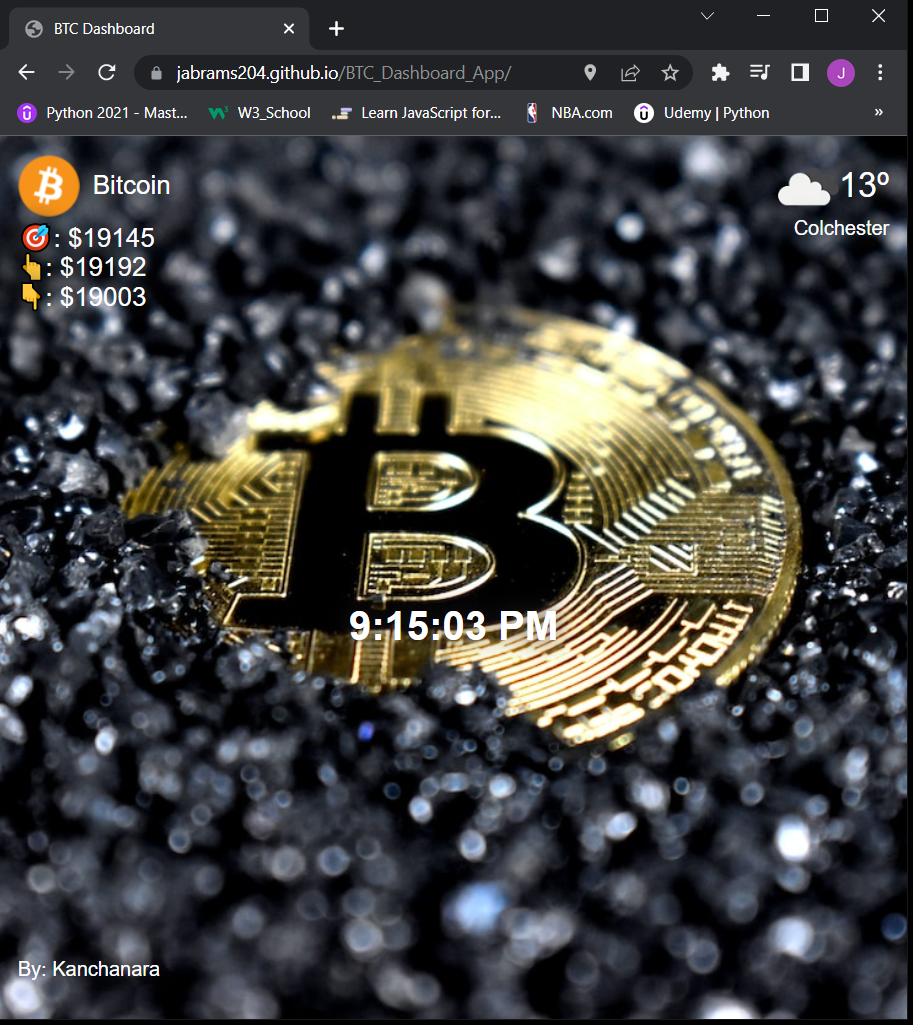 BTC Dashboard
jabrams204.github.io/BTC_Dashboard_App/
J
Python 2021 - Mast...
W3_School
Learn JavaScript for...
NBA.com
Udemy | Python
»
Bitcoin
: $19145
: $19192
: $19003
13º
Colchester
9:15:03 PM
By: Kanchanara